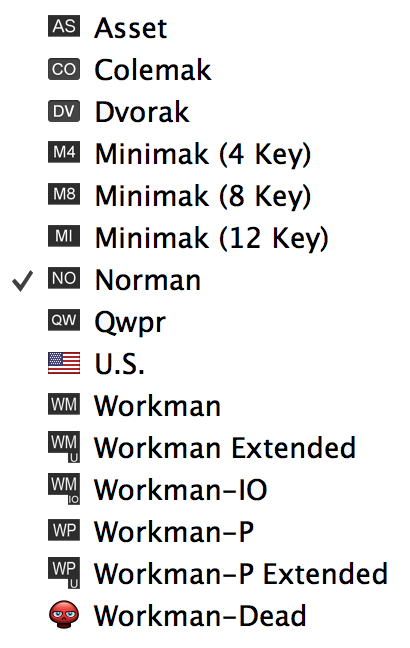 AS Asset
CO Colemak
DV Dvorak
M4 Minimak (4 Key)
M8 Minimak (8 Key)
MI Minimak (12 Key)
NO Norman
QW Qwpr
U.S.
WM Workman
WM U Workman Extended
WM IO Workman-IO
WP Workman-P
WP U Workman-P Extended
Workman-Dead